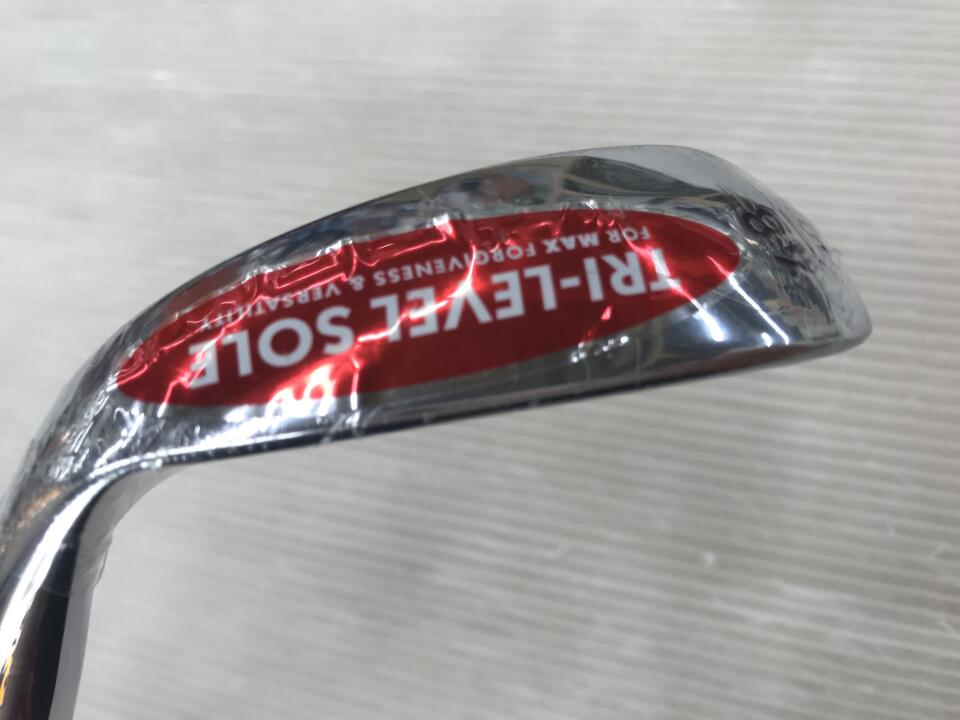 TRI-LEVEL SOLE
FOR MAX FORGIVENESS & VERSATILITY